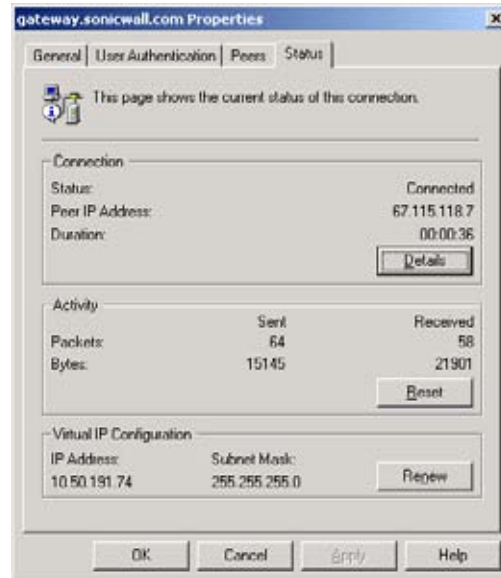 gateway.sonicwall.com Properties
General User Authentication Peers Status
This page shows the current status of this connection.
Connection
Status: Connected
Peer IP Address: 67.115.118.7
Duration: 00:00:36
Details
Activity
Sent Received
Packets: 64 58
Bytes: 15145 21901
Reset
Virtual IP Configuration
IP Address: Subnet Mask:
10.50.191.74 255.255.255.0 Renew
OK Cancel Apply Help